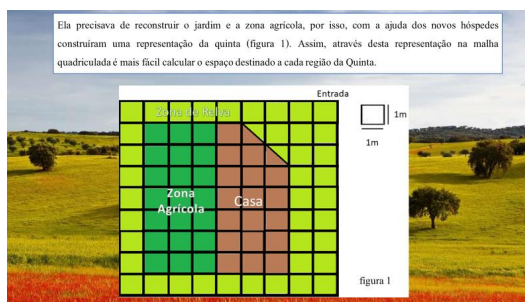 Ela precisava de reconstruir o jardim e a zona agrícola, por isso, com a ajuda dos novos hóspedes
construíram uma representação da quinta (figura 1). Assim, através desta representação na malha
quadriculada é mais fácil calcular o espaço destinado a cada região da Quinta.
Entrada
Zona de Relva
1m
1m
Zona
Agrícola
Casa
figura 1